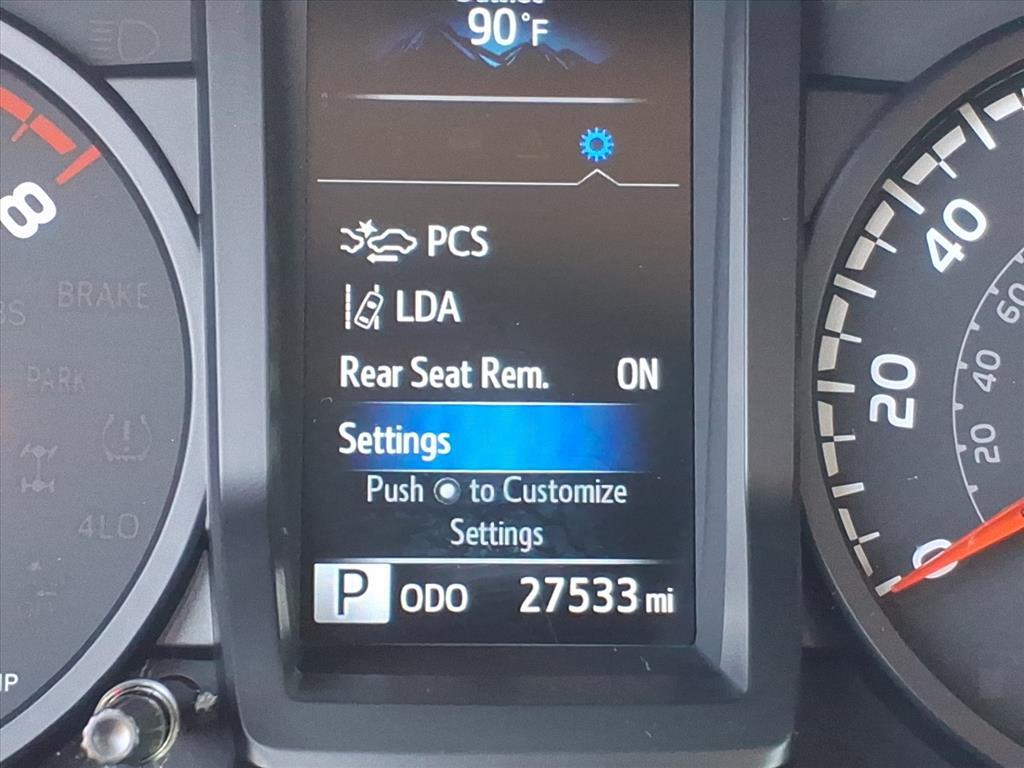 90°F
PCS
LDA
Rear Seat Rem. ON
Settings
Push to Customize
Settings
P ODO 27533 mi
8
BRAKE
PARK
4LO
40
20
0
60
40
20